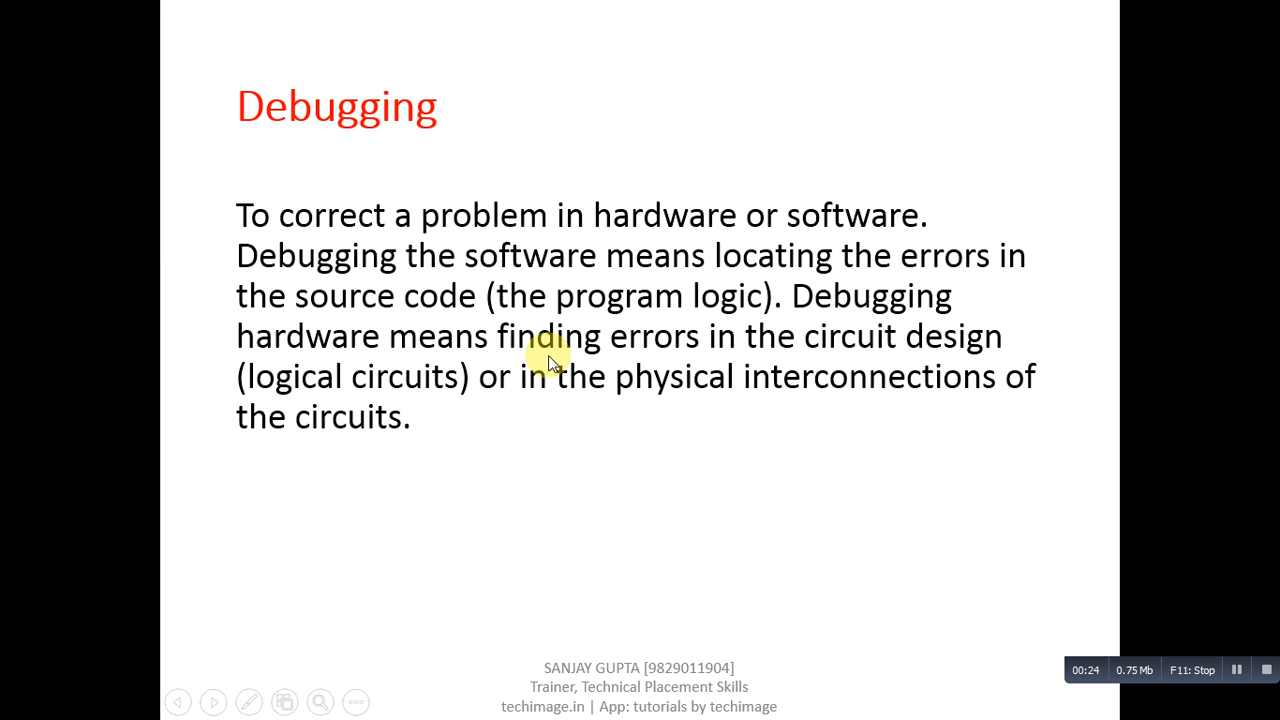 Debugging
To correct a problem in hardware or software.
Debugging the software means locating the errors in
the source code (the program logic). Debugging
hardware means finding errors in the circuit design
(logical circuits) or in the physical interconnections of
the circuits.
SANJAY GUPTA [9829011904]
Trainer, Technical Placement Skills
techimage.in | App: tutorials by techimage
00:24 0.75 Mb F11: Stop